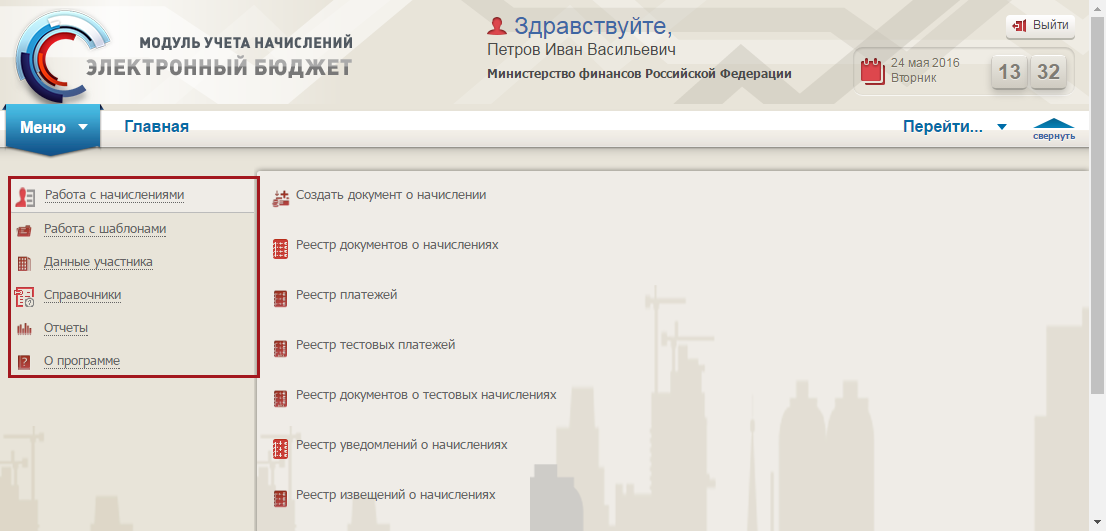 МОДУЛЬ УЧЕТА НАЧИСЛЕНИЙ
ЭЛЕКТРОННЫЙ БЮДЖЕТ
Здравствуйте,
Петров Иван Васильевич
Министерство финансов Российской Федерации
Выйти
24 мая 2016
Вторник
13 32
Меню
Главная
Перейти...
свернуть
Работа с начислениями
Работа с шаблонами
Данные участника
Справочники
Отчеты
О программе
Создать документ о начислении
Реестр документов о начислениях
Реестр платежей
Реестр тестовых платежей
Реестр документов о тестовых начислениях
Реестр уведомлений о начислениях
Реестр извещений о начислениях